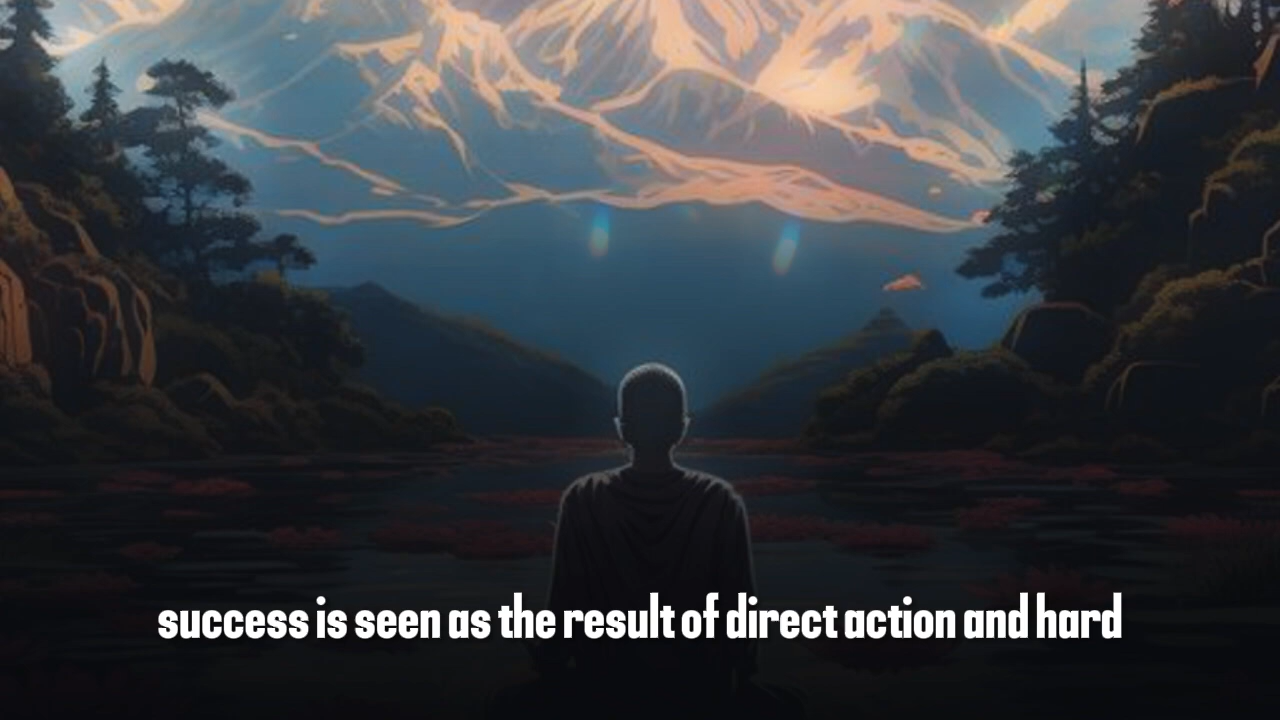 success is seen as the result of direct action and hard